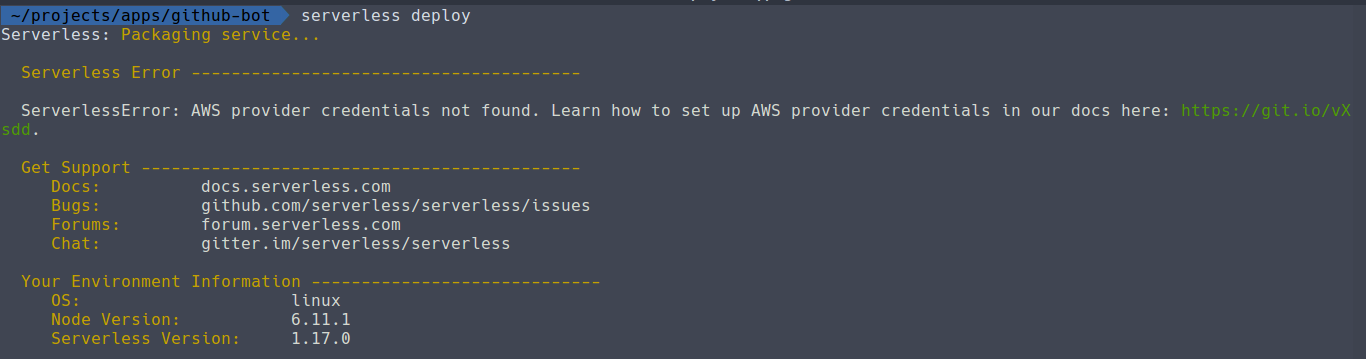 ~/projects/apps/github-bot serverless deploy
Serverless: Packaging service...
Serverless Error ---------------------------------------
ServerlessError: AWS provider credentials not found. Learn how to set up AWS provider credentials in our docs here: https://git.io/vX
sdd.
Get Support --------------------------------------------
Docs: docs.serverless.com
Bugs: github.com/serverless/serverless/issues
Forums: forum.serverless.com
Chat: gitter.im/serverless/serverless
Your Environment Information -----------------------------
OS: linux
Node Version: 6.11.1
Serverless Version: 1.17.0